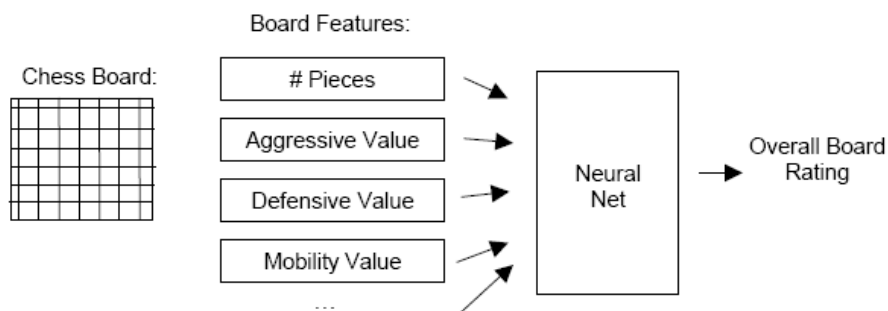 Board Features:
Chess Board:
# Pieces
Aggressive Value
Defensive Value
Mobility Value
...
Neural
Net
Overall Board
Rating